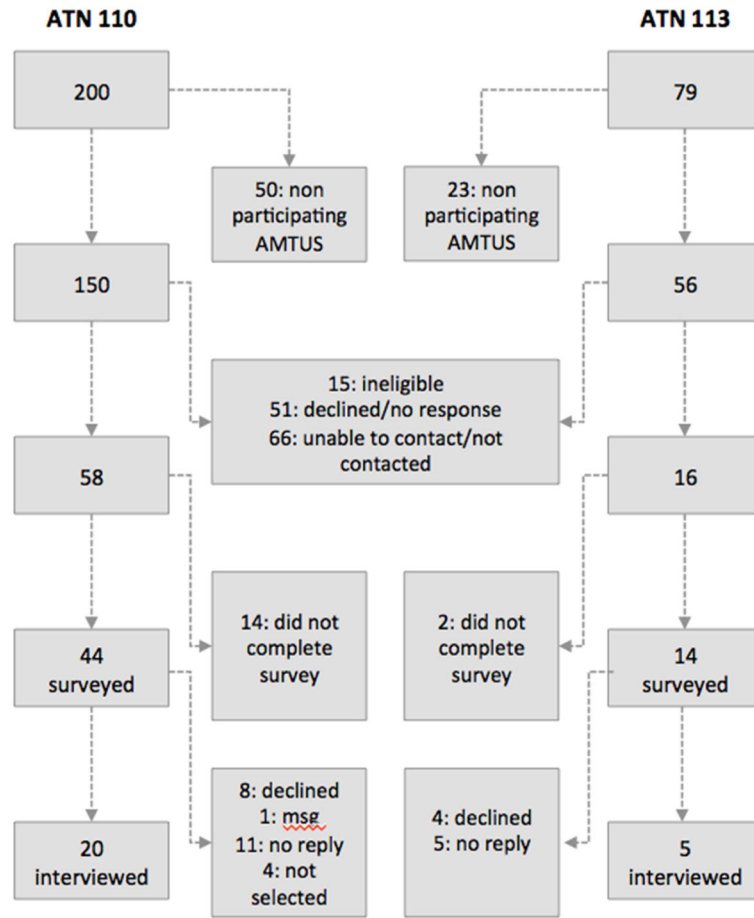 ATN 110
ATN 113
200
79
50: non
participating
AMTUS
23: non
participating
AMTUS
150
56
15: ineligible
51: declined/no response
66: unable to contact/not
contacted
58
16
14: did not
complete
survey
2: did not
complete
survey
44
surveyed
14
surveyed
8: declined
1: msg
11: no reply
4: not
selected
4: declined
5: no reply
20
interviewed
5
interviewed